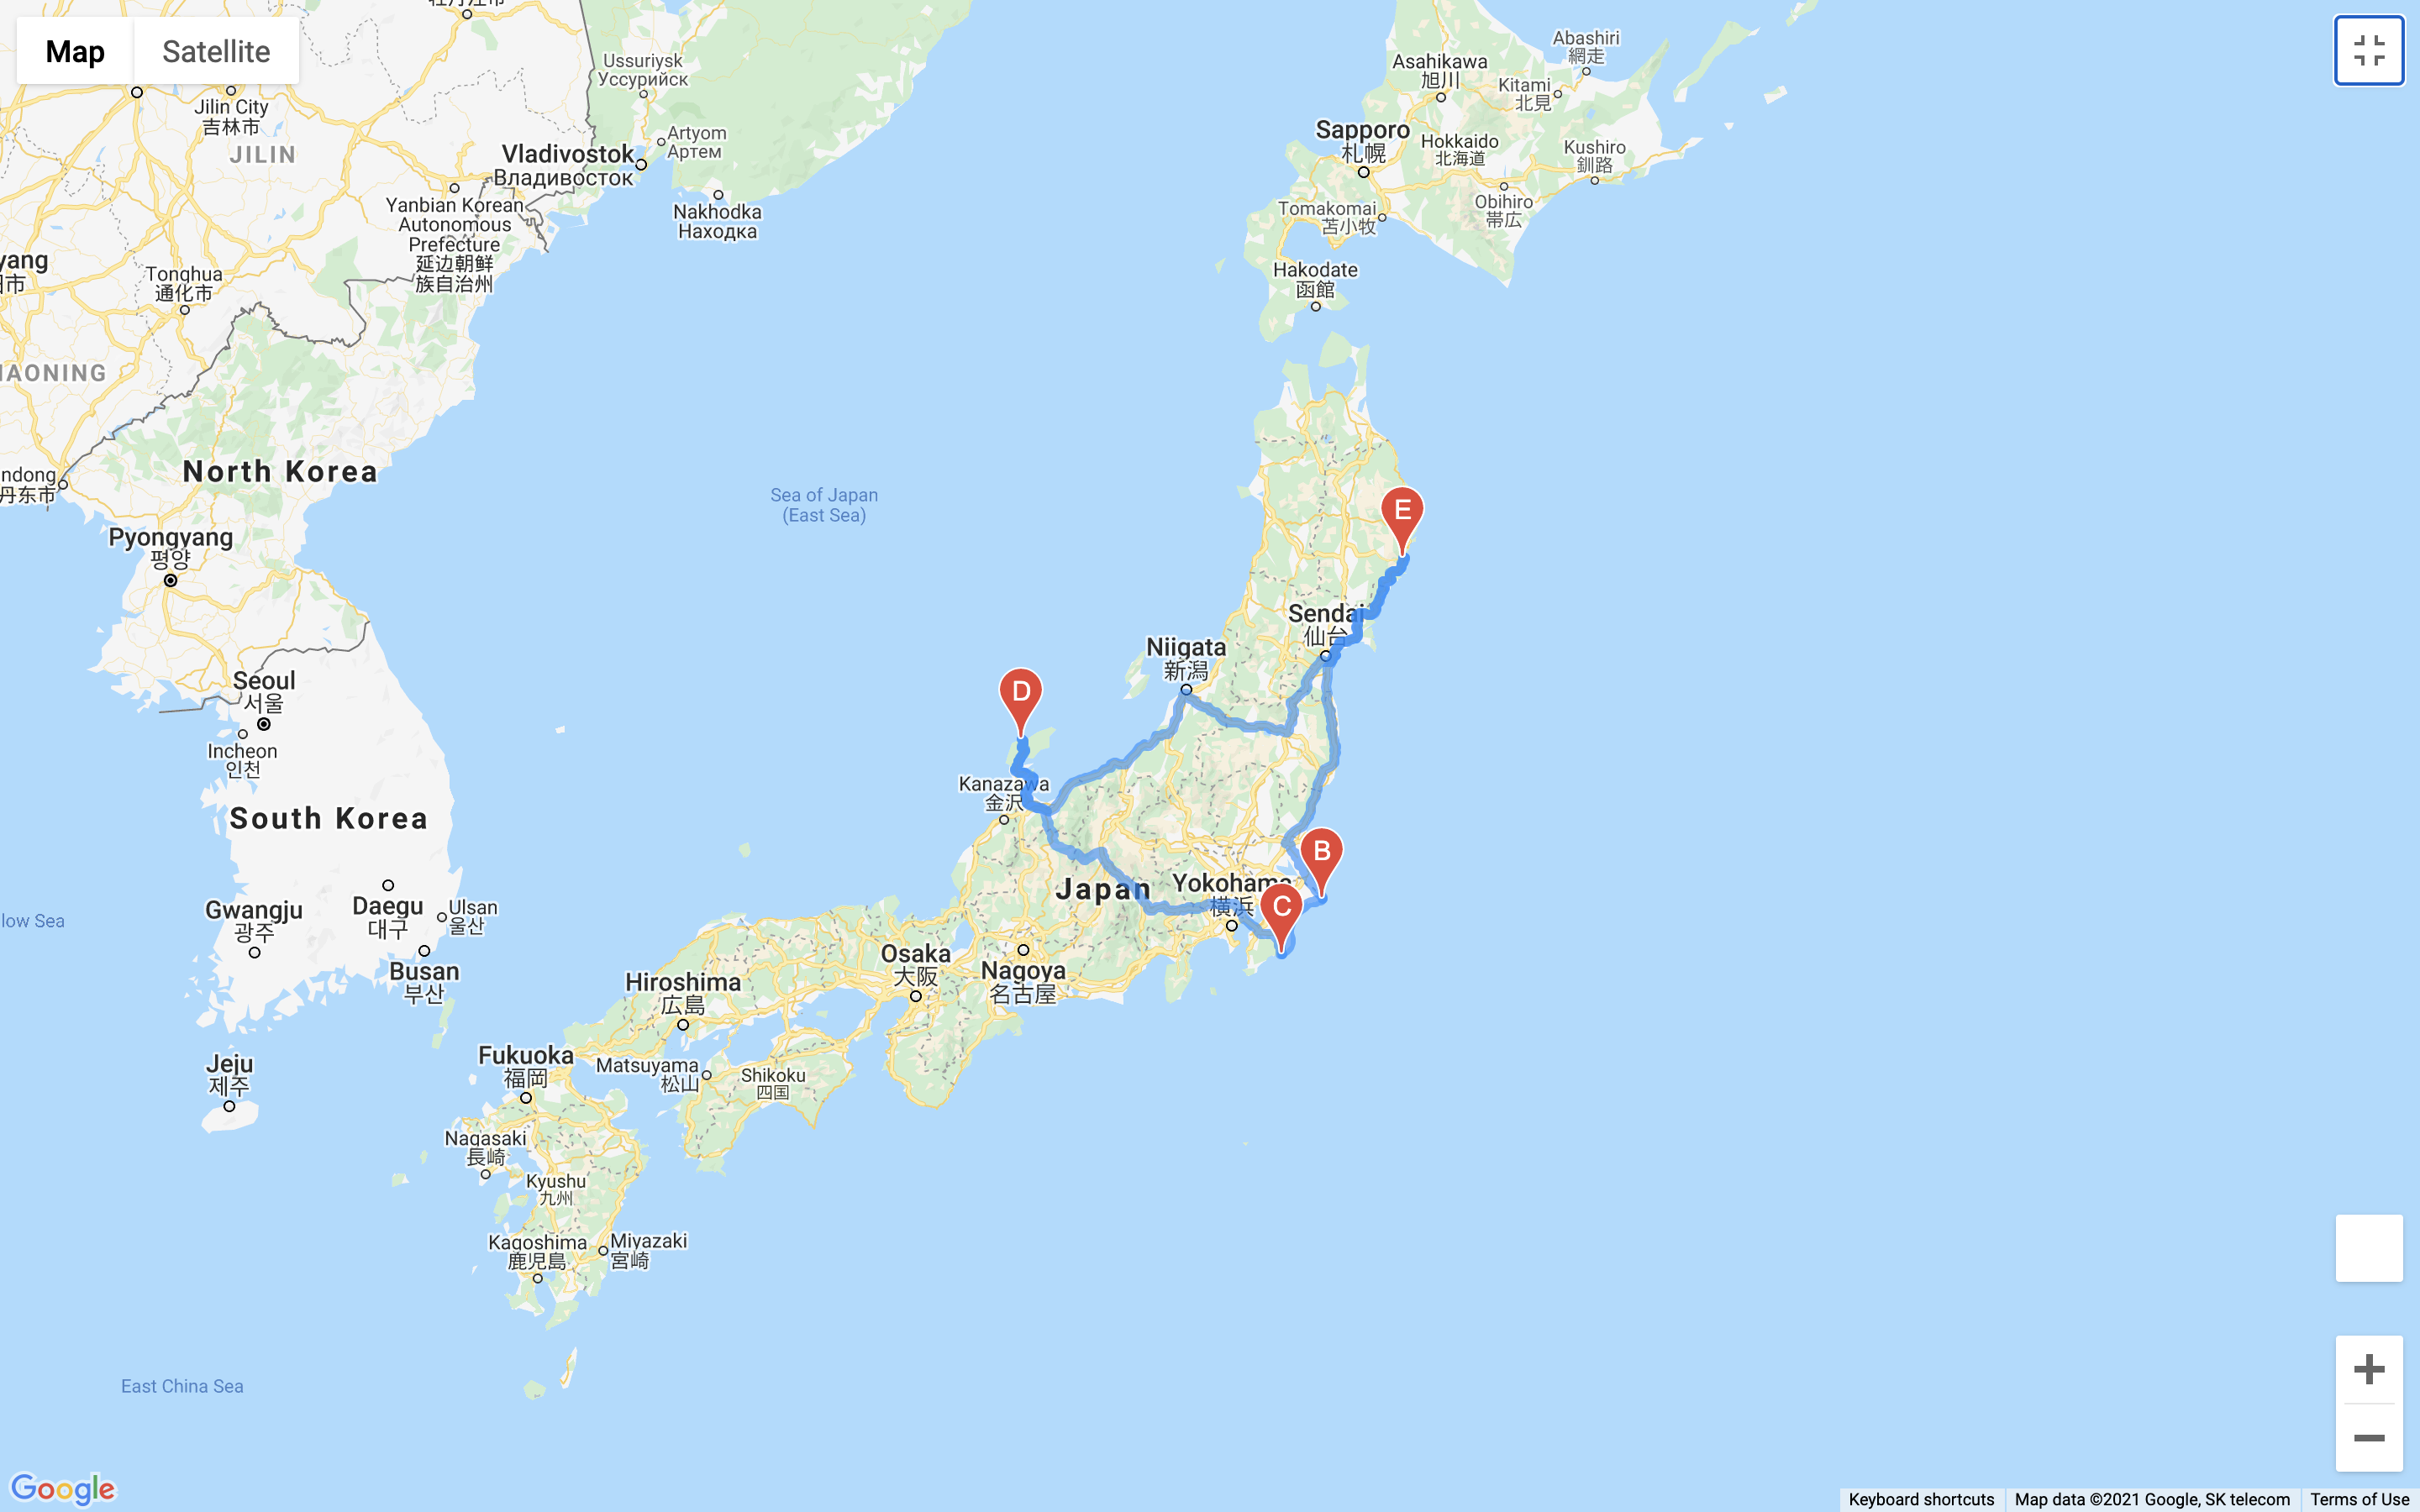 Map
Satellite
Jilin City
吉林市
JILIN
Ussuriysk
Уссурийск
Artyom
Артем
Vladivostok
Владивосток
Nakhodka
Находка
Yanbian Korean
Autonomous
Prefecture
延边朝鲜
族自治州
Tonghua
通化市
yang
市
IAONING
ndong
丹东市
North Korea
Pyongyang
평양
Seoul
서울
Incheon
인천
South Korea
Gwangju
광주
Daegu
대구
Ulsan
울산
Busan
부산
Jeju
제주
low Sea
East China Sea
Sea of Japan
(East Sea)
Abashiri
網走
Asahikawa
旭川
Kitami
北見
Sapporo
札幌
Hokkaido
北海道
Kushiro
釧路
Obihiro
帯広
Tomakomai
苫小牧
Hakodate
函館
E
Sendai
仙台
Niigata
新潟
D
Kanazawa
金沢
B
Japan
Yokohama
横浜
C
Osaka
大阪
Nagoya
名古屋
Hiroshima
広島
Fukuoka
福岡
Matsuyama
松山
Shikoku
四国
Nagasaki
長崎
Kyushu
九州
Kagoshima
鹿児島
Miyazaki
宮崎
Google
Keyboard shortcuts
Map data ©2021 Google, SK telecom
Terms of Use